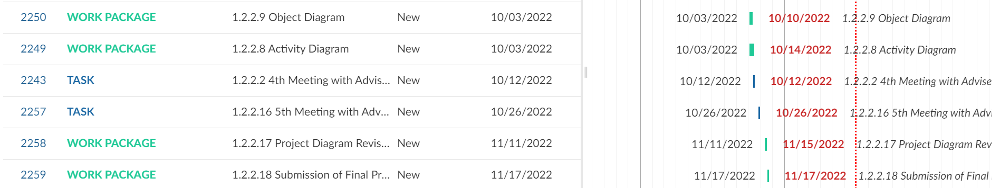 2250 WORK PACKAGE 1.2.2.9 Object Diagram New 10/03/2022 10/03/2022 10/10/2022 1.2.2.9 Object Diagram
2249 WORK PACKAGE 1.2.2.8 Activity Diagram New 10/03/2022 10/03/2022 10/14/2022 1.2.2.8 Activity Diagram
2243 TASK 1.2.2.2 4th Meeting with Advis... New 10/12/2022 10/12/2022 10/12/2022 1.2.2.2 4th Meeting with Advise
2257 TASK 1.2.2.16 5th Meeting with Adv... New 10/26/2022 10/26/2022 10/26/2022 1.2.2.16 5th Meeting with Advi
2258 WORK PACKAGE 1.2.2.17 Project Diagram Revis... New 11/11/2022 11/11/2022 11/15/2022 1.2.2.17 Project Diagram Rev
2259 WORK PACKAGE 1.2.2.18 Submission of Final Pr... New 11/17/2022 11/17/2022 11/17/2022 1.2.2.18 Submission of Final